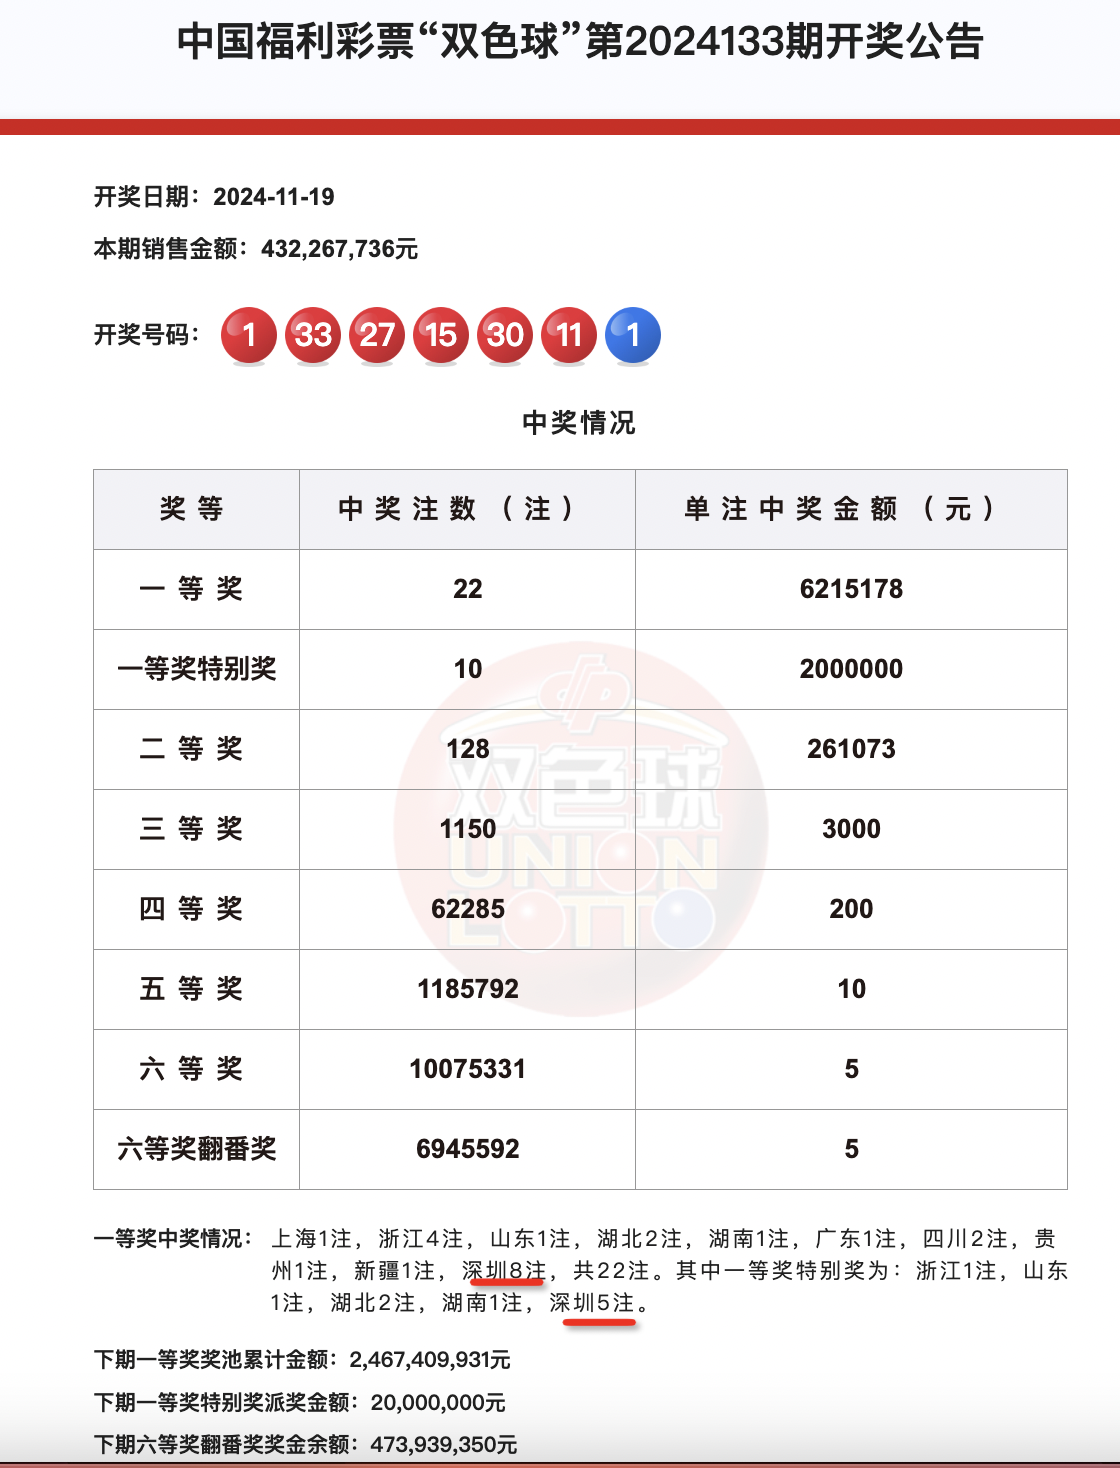 中国福利彩票“双色球”第2024133期开奖公告
开奖日期：2024-11-19
本期销售金额：432,267,736元
开奖号码： 1 33 27 15 30 11 1
中奖情况
奖等 中奖注数（注） 单注中奖金额（元）
一等奖 22 6215178
一等奖特别奖 10 2000000
二等奖 128 261073
三等奖 1150 3000
四等奖 62285 200
五等奖 1185792 10
六等奖 10075331 5
六等奖翻番奖 6945592 5
双色球
UNION
LOTTO
一等奖中奖情况： 上海1注，浙江4注，山东1注，湖北2注，湖南1注，广东1注，四川2注，贵
州1注，新疆1注，深圳8注，共22注。其中一等奖特别奖为：浙江1注，山东
1注，湖北2注，湖南1注，深圳5注。
下期一等奖奖池累计金额：2,467,409,931元
下期一等奖特别奖派奖金额：20,000,000元
下期六等奖翻番奖奖金余额：473,939,350元